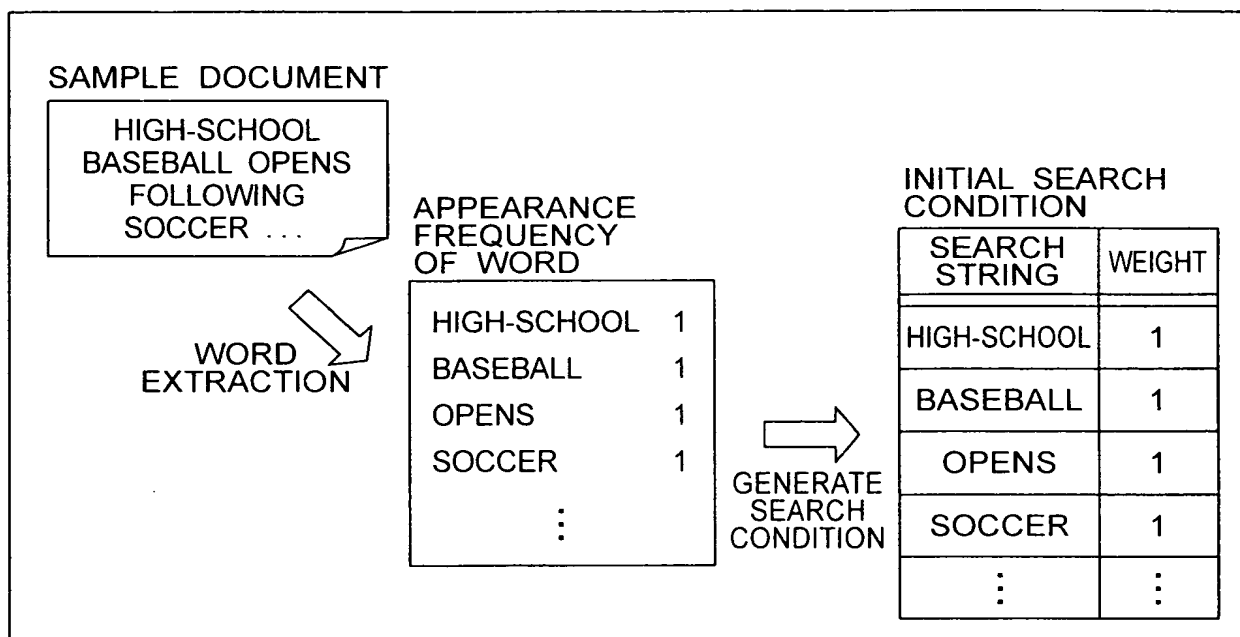 SAMPLE DOCUMENT
HIGH-SCHOOL
BASEBALL OPENS
FOLLOWING
SOCCER ...
WORD
EXTRACTION
APPEARANCE
FREQUENCY
OF WORD
HIGH-SCHOOL 1
BASEBALL 1
OPENS 1
SOCCER 1
⋮
GENERATE
SEARCH
CONDITION
INITIAL SEARCH
CONDITION
SEARCH
STRING
WEIGHT
HIGH-SCHOOL 1
BASEBALL 1
OPENS 1
SOCCER 1
⋮ ⋮